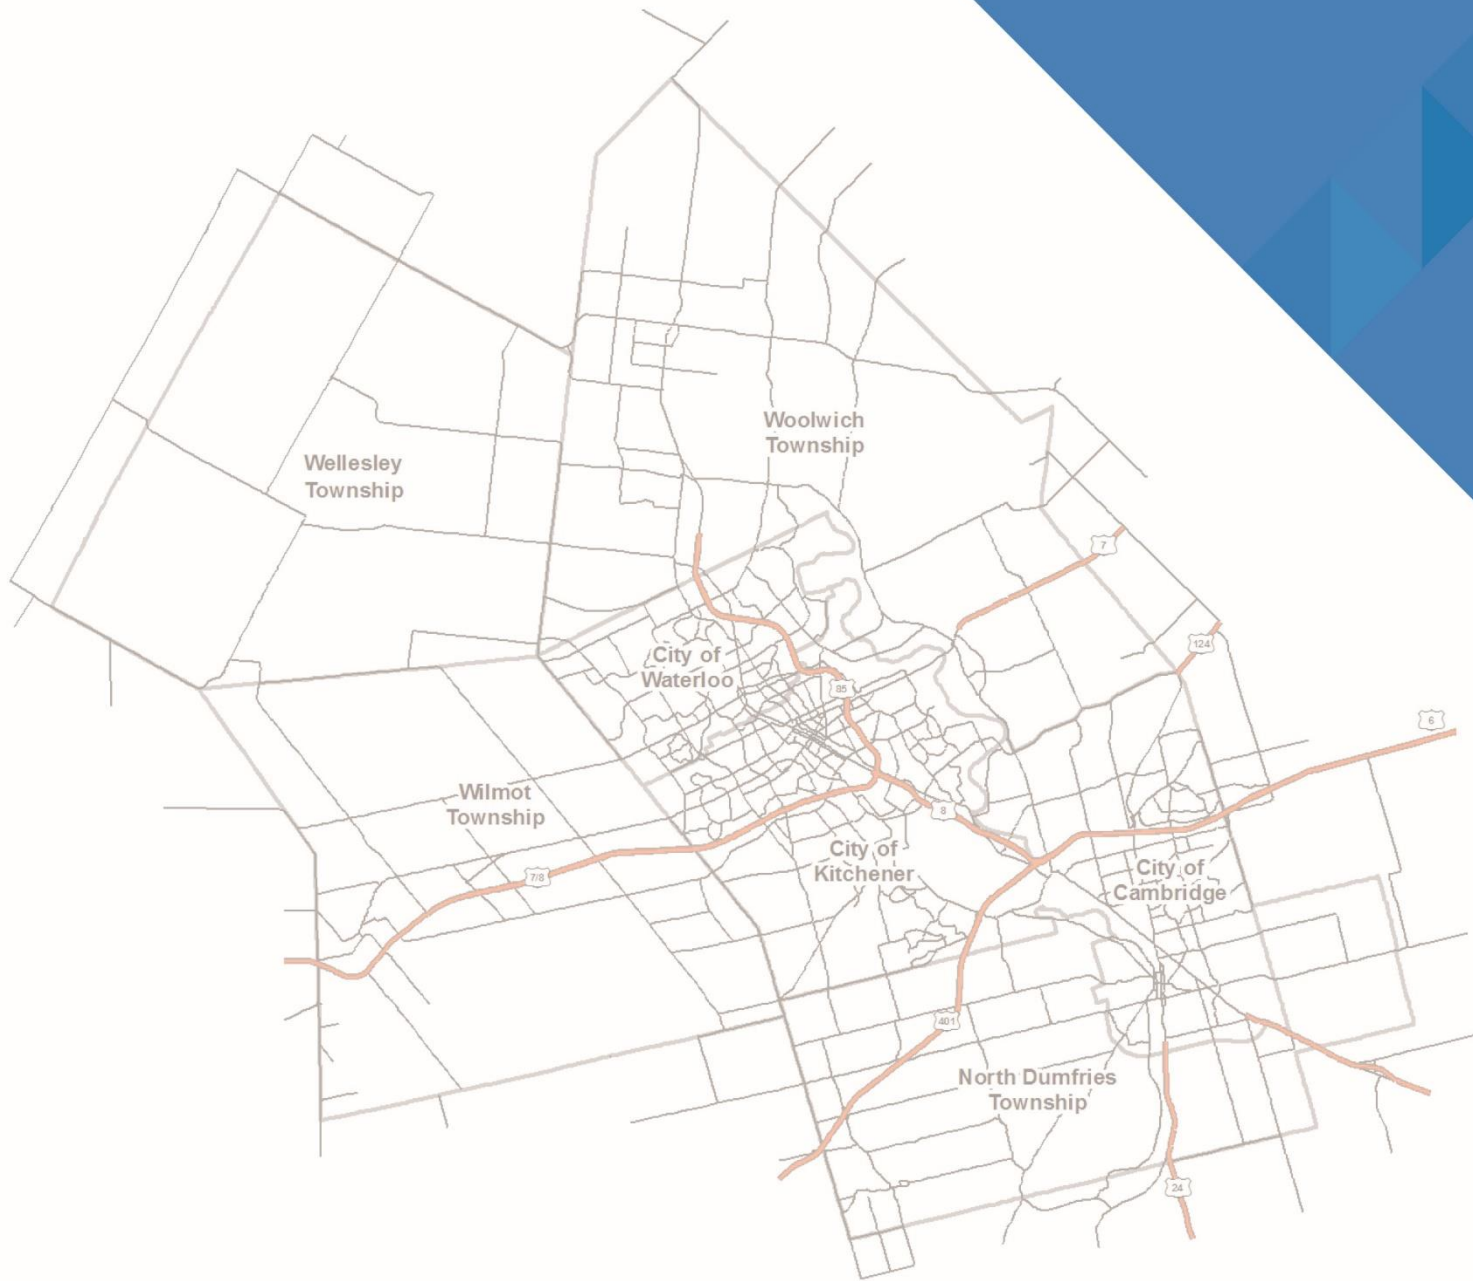 Woolwich
Township
Wellesley
Township
7
124
City of
Waterloo
85
6
Wilmot
Township
8
City of
Kitchener
City of
Cambridge
7/8
401
North Dumfries
Township
24